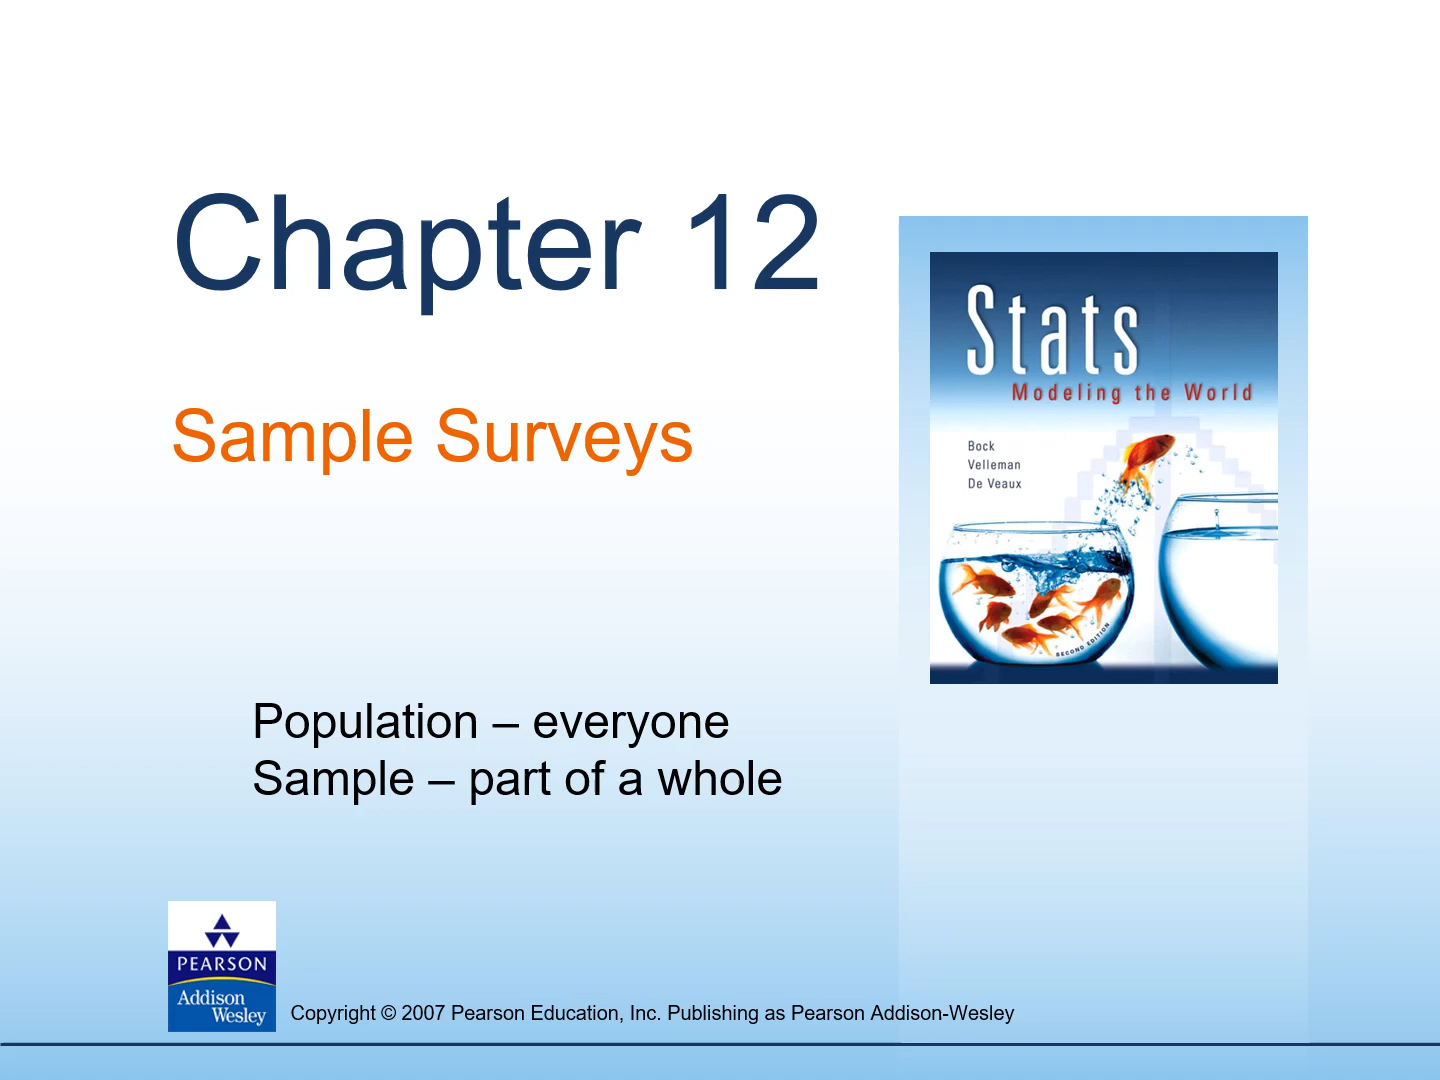 Chapter 12
Sample Surveys
Stats
Modeling the World
Bock
Velleman
De Veaux
SECOND EDITION
Population – everyone
Sample – part of a whole
PEARSON
Addison
Wesley
Copyright © 2007 Pearson Education, Inc. Publishing as Pearson Addison-Wesley